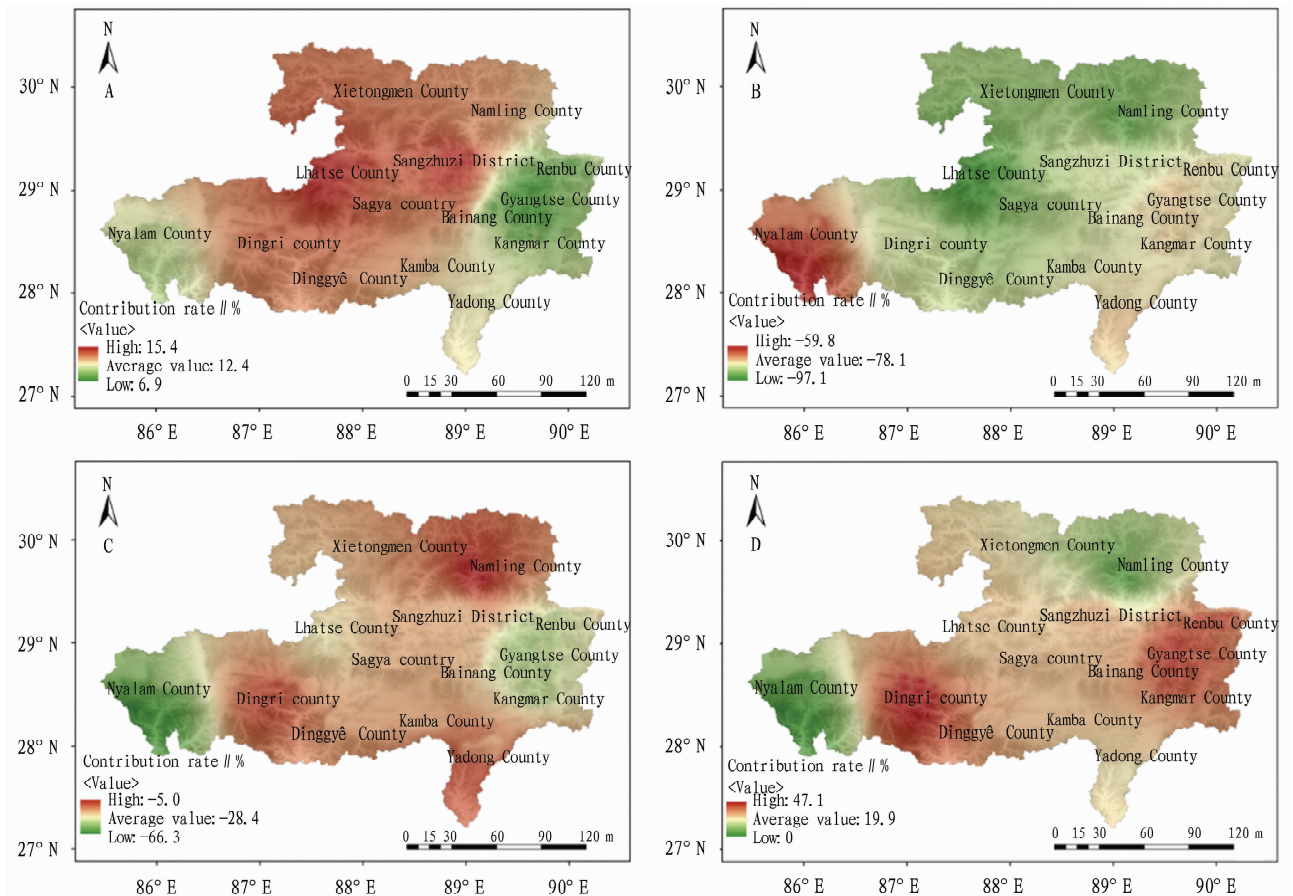 N
A
30° N
29° N
28° N
27° N
Xietongmen County
Namling County
Sangzhuzi District
Lhatse County
Renbu County
Sagya country
Gyangtse County
Bainang County
Nyalam County
Dingri county
Kangmar County
Kamba County
Dinggyê County
Yadong County
Contribution rate // %
<Value>
High: 15.4
Average value: 12.4
Low: 6.9
0 15 30 60 90 120 m
86° E 87° E 88° E 89° E 90° E
N
B
30° N
29° N
28° N
27° N
Xietongmen County
Namling County
Sangzhuzi District
Lhatse County
Renbu County
Sagya country
Gyangtse County
Bainang County
Nyalam County
Dingri county
Kangmar County
Kamba County
Dinggyê County
Yadong County
Contribution rate // %
<Value>
High: -59.8
Average value: -78.1
Low: -97.1
0 15 30 60 90 120 m
86° E 87° E 88° E 89° E 90° E
N
C
30° N
29° N
28° N
27° N
Xietongmen County
Namling County
Sangzhuzi District
Lhatse County
Renbu County
Sagya country
Gyangtse County
Bainang County
Nyalam County
Dingri county
Kangmar County
Kamba County
Dinggyê County
Yadong County
Contribution rate // %
<Value>
High: -5.0
Average value: -28.4
Low: -66.3
0 15 30 60 90 120 m
86° E 87° E 88° E 89° E 90° E
N
D
30° N
29° N
28° N
27° N
Xietongmen County
Namling County
Sangzhuzi District
Lhatse County
Renbu County
Sagya country
Gyangtse County
Bainang County
Nyalam County
Dingri county
Kangmar County
Kamba County
Dinggyê County
Yadong County
Contribution rate // %
<Value>
High: 47.1
Average value: 19.9
Low: 0
0 15 30 60 90 120 m
86° E 87° E 88° E 89° E 90° E